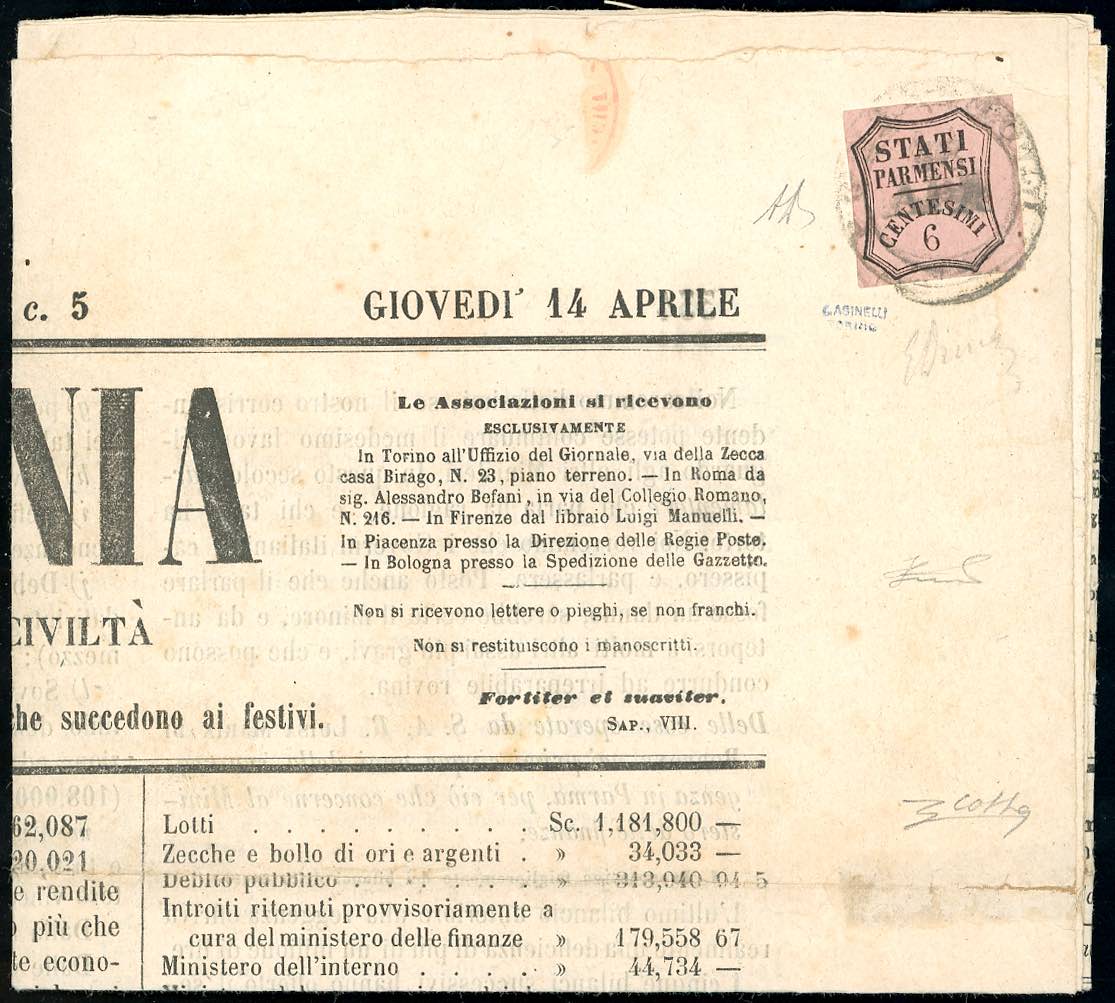 STATI
PARMENSI
CENTESIMI
6
c. 5 GIOVEDI' 14 APRILE
NIA
CIVILTÀ
che succedono ai festivi.
Le Associazioni si ricevono
ESCLUSIVAMENTE
In Torino all'Uffizio del Giornale, via della Zecca
casa Birago, N. 23, piano terreno. — In Roma da
sig. Alessandro Befani, in via del Collegio Romano,
N. 216. — In Firenze dal libraio Luigi Manuelli. —
In Piacenza presso la Direzione delle Regie Poste.
— In Bologna presso la Spedizione delle Gazzette.
Non si ricevono lettere o pieghi, se non franchi.
Non si restituiscono i manoscritti.
Fortiter et suaviter.
SAP., VIII.
62,087
20,021
e rendite
più che
te econo-
Lotti . . . . . . . . . . Sc. 1,181,800 —
Zecche e bollo di ori e argenti . » 34,033 —
Debito pubblico . . . . . . . » 313,940 94 5
Introiti ritenuti provvisoriamente a
cura del ministero delle finanze » 179,558 67
Ministero dell'interno . . . . » 44,734 —